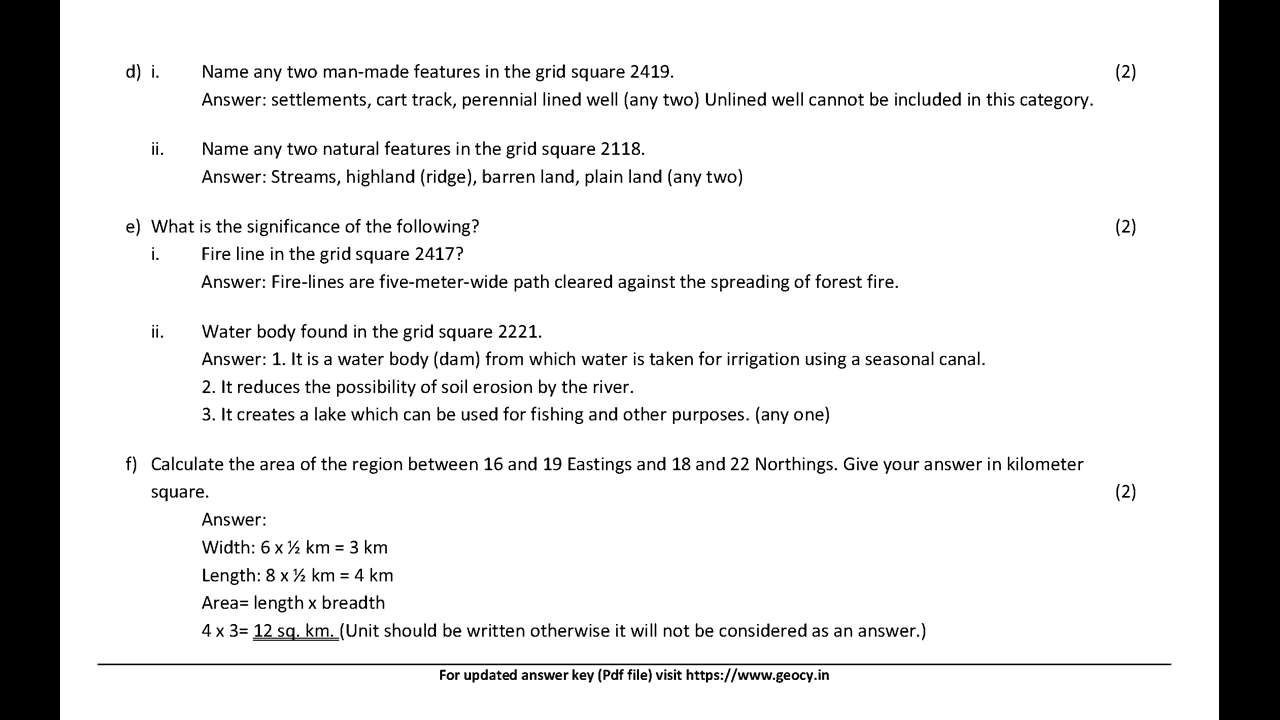 d) i. Name any two man-made features in the grid square 2419. (2)
Answer: settlements, cart track, perennial lined well (any two) Unlined well cannot be included in this category.
ii. Name any two natural features in the grid square 2118.
Answer: Streams, highland (ridge), barren land, plain land (any two)
e) What is the significance of the following? (2)
i. Fire line in the grid square 2417?
Answer: Fire-lines are five-meter-wide path cleared against the spreading of forest fire.
ii. Water body found in the grid square 2221.
Answer: 1. It is a water body (dam) from which water is taken for irrigation using a seasonal canal.
2. It reduces the possibility of soil erosion by the river.
3. It creates a lake which can be used for fishing and other purposes. (any one)
f) Calculate the area of the region between 16 and 19 Eastings and 18 and 22 Northings. Give your answer in kilometer
square. (2)
Answer:
Width: 6 x ½ km = 3 km
Length: 8 x ½ km = 4 km
Area= length x breadth
4 x 3= 12 sq. km. (Unit should be written otherwise it will not be considered as an answer.)
For updated answer key (Pdf file) visit https://www.geocy.in